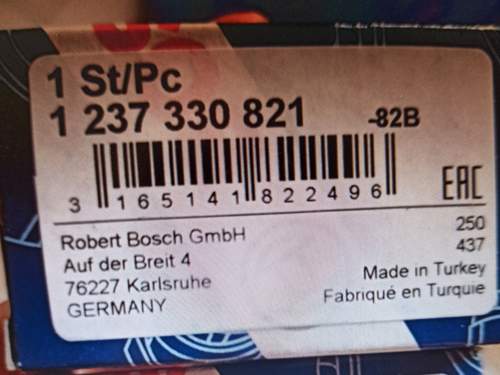 1 St/Pc
1 237 330 821 -82B
3 165141 822496
EAC
Robert Bosch GmbH
Auf der Breit 4
76227 Karlsruhe
GERMANY
250
437
Made in Turkey
Fabriqué en Turquie